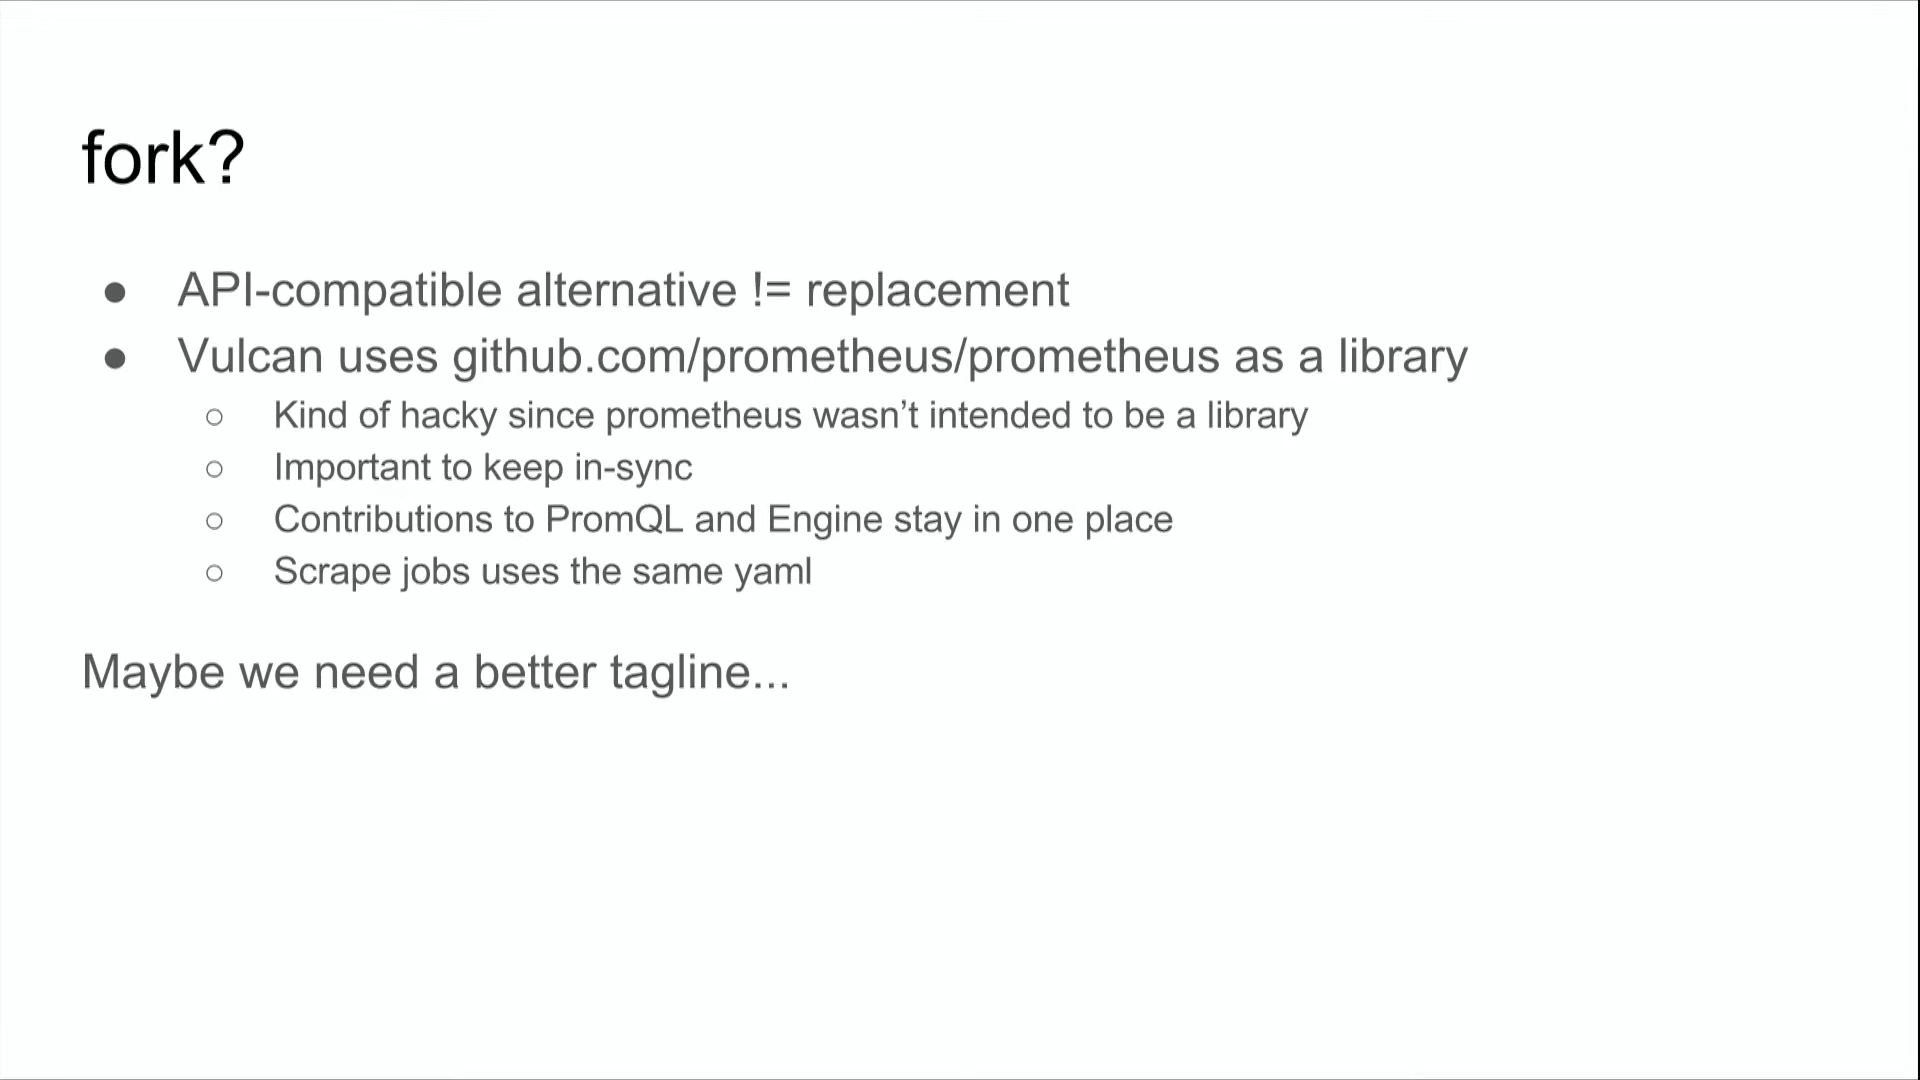 fork?
● API-compatible alternative != replacement
● Vulcan uses github.com/prometheus/prometheus as a library
○ Kind of hacky since prometheus wasn’t intended to be a library
○ Important to keep in-sync
○ Contributions to PromQL and Engine stay in one place
○ Scrape jobs uses the same yaml
Maybe we need a better tagline...